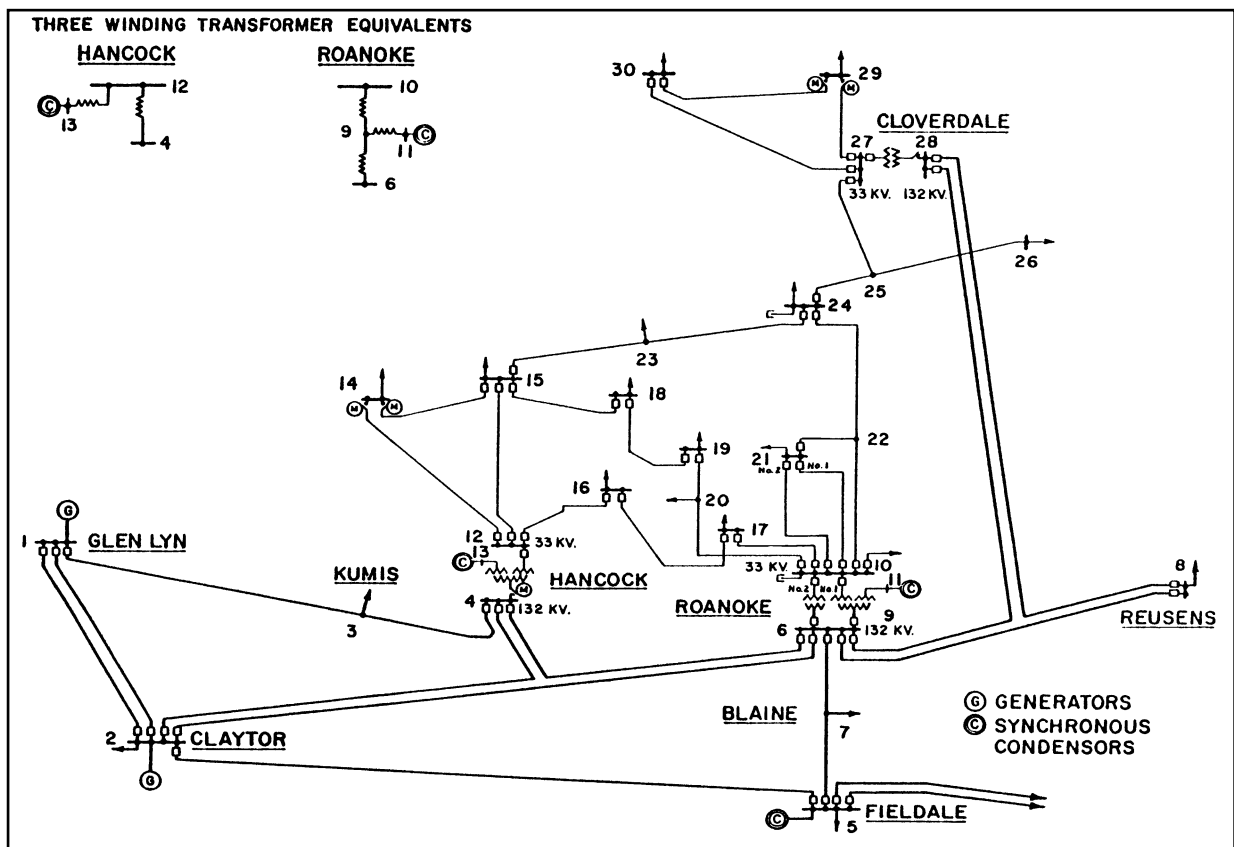 THREE WINDING TRANSFORMER EQUIVALENTS
HANCOCK
ROANOKE
12
C
13
4
10
9
C
11
6
30
29
M
M
CLOVERDALE
27
28
33 KV.
132 KV.
26
25
24
23
15
14
M
M
18
19
22
21
No.2
No.1
16
20
17
12
33 KV.
13
C
HANCOCK
M
4
132 KV.
G
1
GLEN LYN
KUMIS
3
33 KV.
10
11
C
No.2
No.1
ROANOKE
9
6
132 KV.
8
REUSENS
BLAINE
7
2
CLAYTOR
G
C
5
FIELDALE
G GENERATORS
C SYNCHRONOUS
CONDENSORS